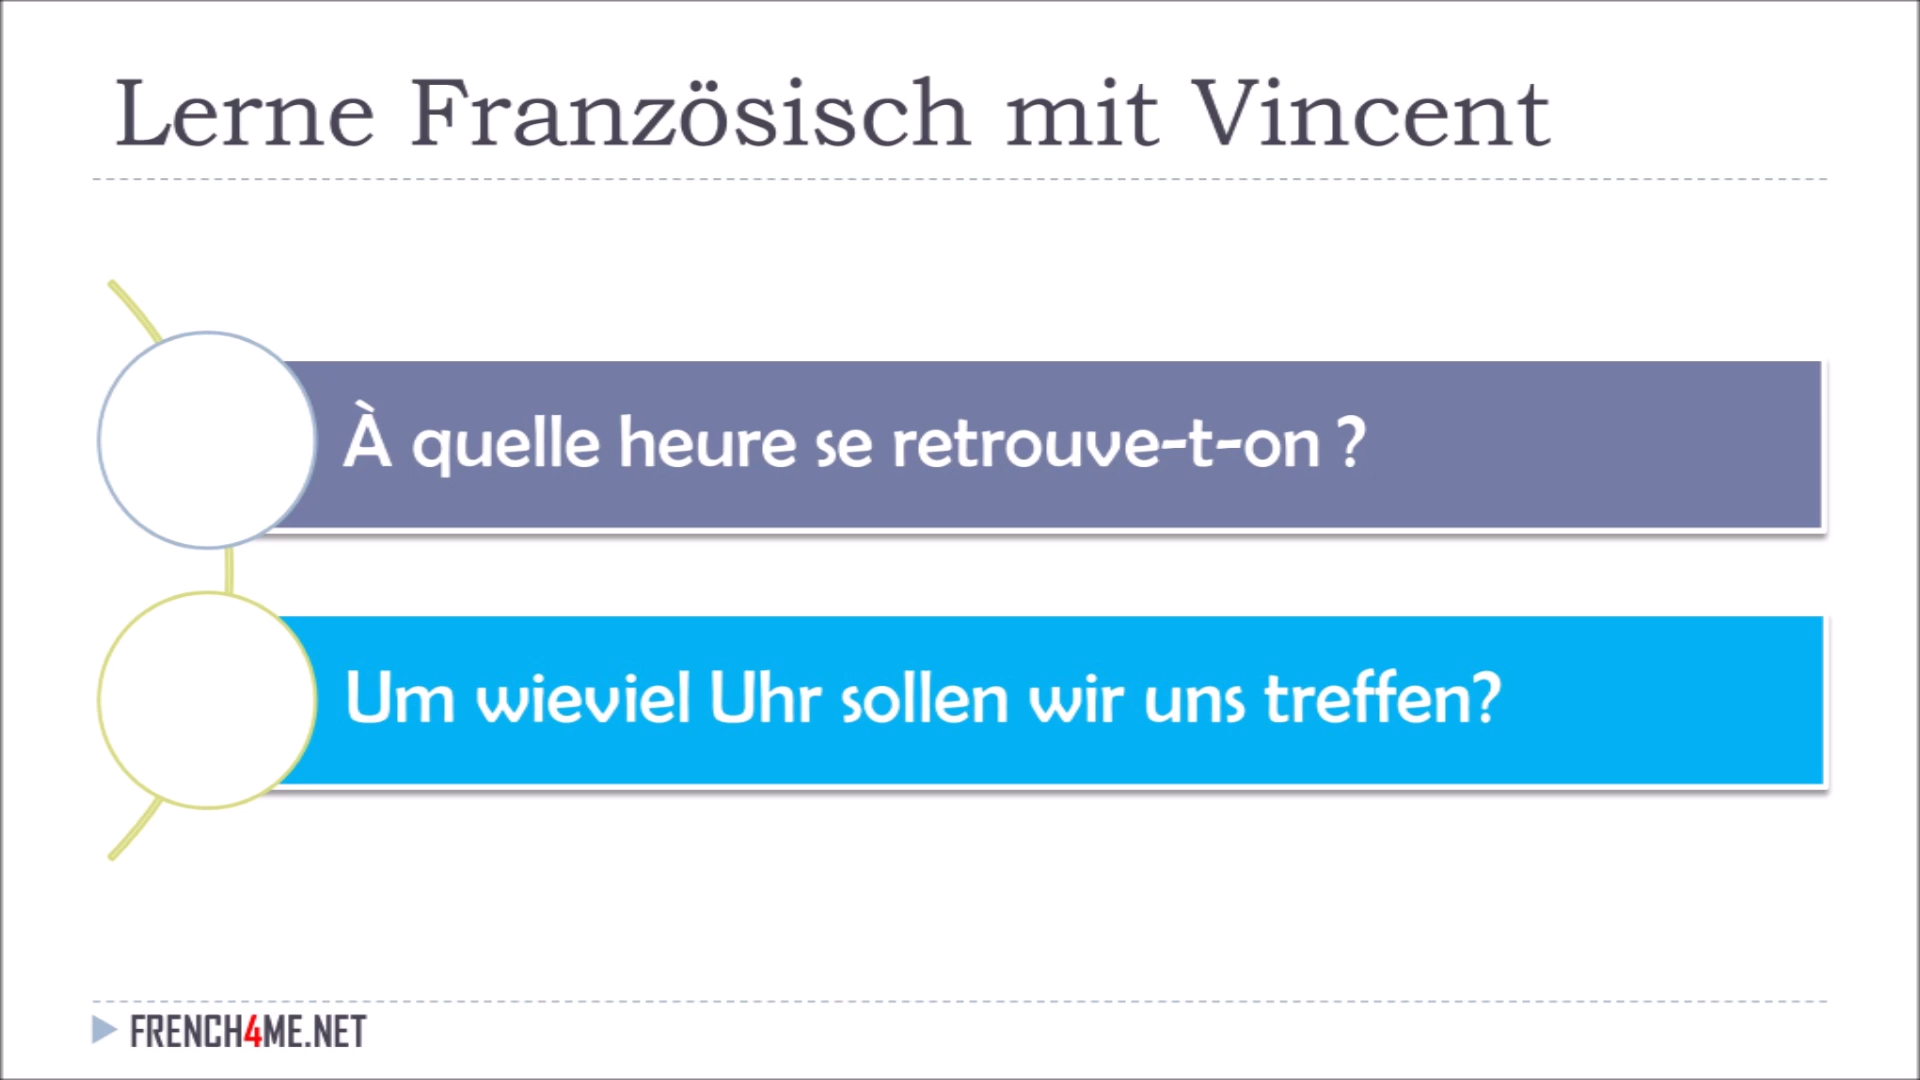 Lerne Französisch mit Vincent
À quelle heure se retrouve-t-on ?
Um wieviel Uhr sollen wir uns treffen?
FRENCH4ME.NET